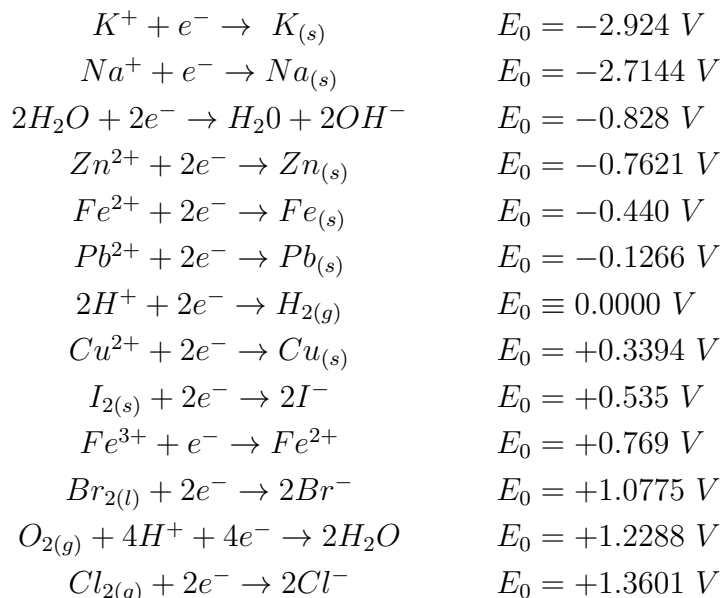 K⁺ + e⁻ → K₍ₛ₎ E₀ = −2.924 V
Na⁺ + e⁻ → Na₍ₛ₎ E₀ = −2.7144 V
2H₂O + 2e⁻ → H₂0 + 2OH⁻ E₀ = −0.828 V
Zn²⁺ + 2e⁻ → Zn₍ₛ₎ E₀ = −0.7621 V
Fe²⁺ + 2e⁻ → Fe₍ₛ₎ E₀ = −0.440 V
Pb²⁺ + 2e⁻ → Pb₍ₛ₎ E₀ = −0.1266 V
2H⁺ + 2e⁻ → H₂₍g₎ E₀ ≡ 0.0000 V
Cu²⁺ + 2e⁻ → Cu₍ₛ₎ E₀ = +0.3394 V
I₂₍ₛ₎ + 2e⁻ → 2I⁻ E₀ = +0.535 V
Fe³⁺ + e⁻ → Fe²⁺ E₀ = +0.769 V
Br₂₍ₗ₎ + 2e⁻ → 2Br⁻ E₀ = +1.0775 V
O₂₍g₎ + 4H⁺ + 4e⁻ → 2H₂O E₀ = +1.2288 V
Cl₂₍g₎ + 2e⁻ → 2Cl⁻ E₀ = +1.3601 V